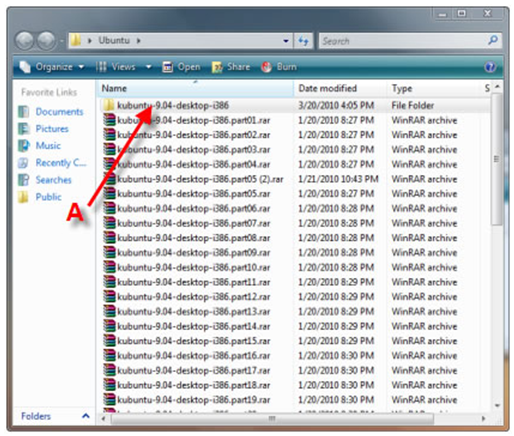 Ubuntu
Search
Organize Views Open Share Burn
Favorite Links
Documents
Pictures
Music
Recently C...
Searches
Public
Folders
A
Name Date modified Type S
kubuntu-9.04-desktop-i386 3/20/2010 4:05 PM File Folder
kubuntu-9.04-desktop-i386.part01.rar 1/20/2010 8:27 PM WinRAR archive
kubuntu-9.04-desktop-i386.part02.rar 1/20/2010 8:27 PM WinRAR archive
kubuntu-9.04-desktop-i386.part03.rar 1/20/2010 8:27 PM WinRAR archive
kubuntu-9.04-desktop-i386.part04.rar 1/20/2010 8:27 PM WinRAR archive
kubuntu-9.04-desktop-i386.part05 (2).rar 1/21/2010 10:43 PM WinRAR archive
kubuntu-9.04-desktop-i386.part05.rar 1/20/2010 8:27 PM WinRAR archive
kubuntu-9.04-desktop-i386.part06.rar 1/20/2010 8:28 PM WinRAR archive
kubuntu-9.04-desktop-i386.part07.rar 1/20/2010 8:28 PM WinRAR archive
kubuntu-9.04-desktop-i386.part08.rar 1/20/2010 8:28 PM WinRAR archive
kubuntu-9.04-desktop-i386.part09.rar 1/20/2010 8:28 PM WinRAR archive
kubuntu-9.04-desktop-i386.part10.rar 1/20/2010 8:28 PM WinRAR archive
kubuntu-9.04-desktop-i386.part11.rar 1/20/2010 8:29 PM WinRAR archive
kubuntu-9.04-desktop-i386.part12.rar 1/20/2010 8:29 PM WinRAR archive
kubuntu-9.04-desktop-i386.part13.rar 1/20/2010 8:29 PM WinRAR archive
kubuntu-9.04-desktop-i386.part14.rar 1/20/2010 8:29 PM WinRAR archive
kubuntu-9.04-desktop-i386.part15.rar 1/20/2010 8:29 PM WinRAR archive
kubuntu-9.04-desktop-i386.part16.rar 1/20/2010 8:30 PM WinRAR archive
kubuntu-9.04-desktop-i386.part17.rar 1/20/2010 8:30 PM WinRAR archive
kubuntu-9.04-desktop-i386.part18.rar 1/20/2010 8:30 PM WinRAR archive
kubuntu-9.04-desktop-i386.part19.rar 1/20/2010 8:30 PM WinRAR archive